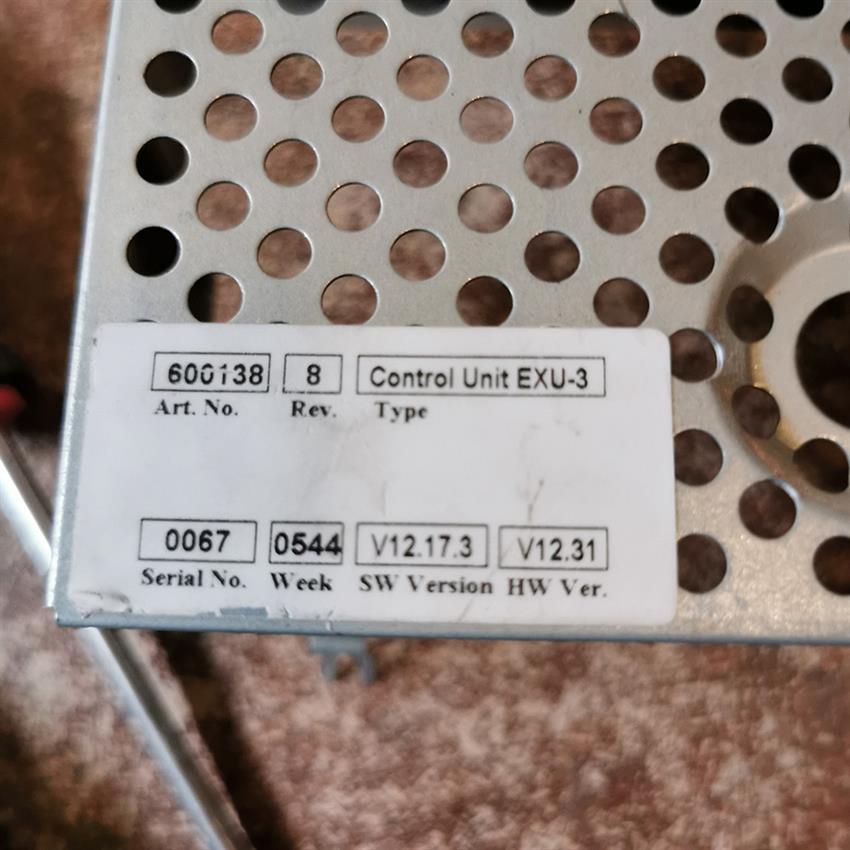 600138 8 Control Unit EXU-3
Art. No. Rev. Type
0067 0544 V12.17.3 V12.31
Serial No. Week SW Version HW Ver.